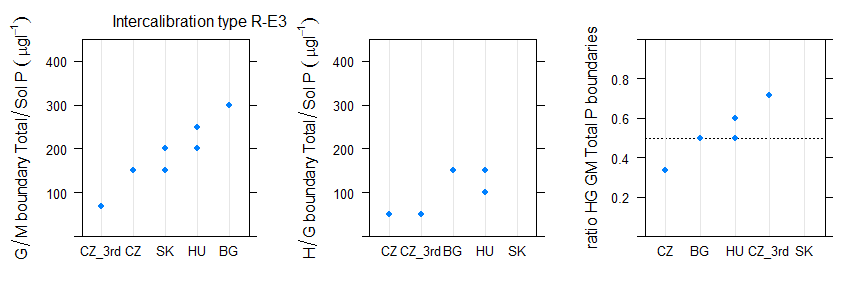 Intercalibration type R-E3
G/M boundary Total/Sol P ( µgl⁻¹)
400
300
200
100
CZ_3rd CZ SK HU BG
H/G boundary Total/Sol P ( µgl⁻¹)
400
300
200
100
CZ CZ_3rd BG HU SK
ratio HG GM Total P boundaries
0.8
0.6
0.4
0.2
CZ BG HU CZ_3rd SK